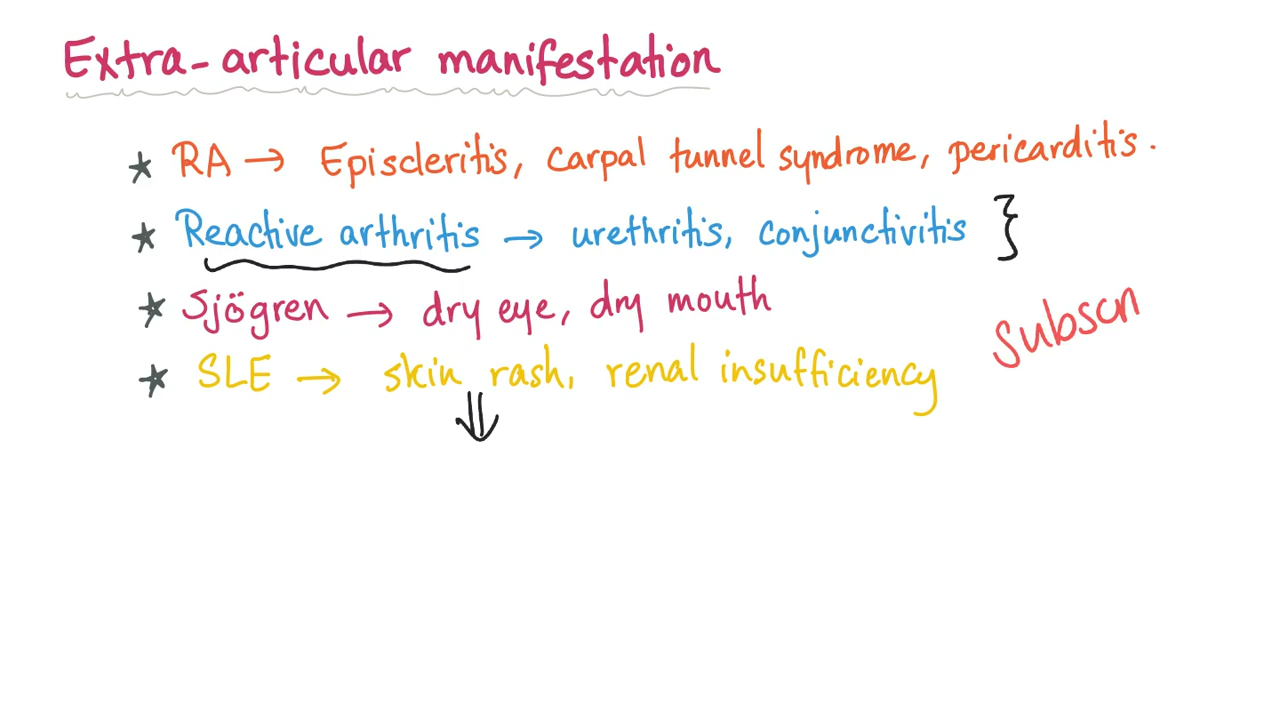 Extra-articular manifestation
★ RA → Episcleritis, carpal tunnel syndrome, pericarditis.
★ Reactive arthritis → urethritis, conjunctivitis }
★ Sjögren → dry eye, dry mouth
Subscn
★ SLE → skin rash, renal insufficiency
⇓